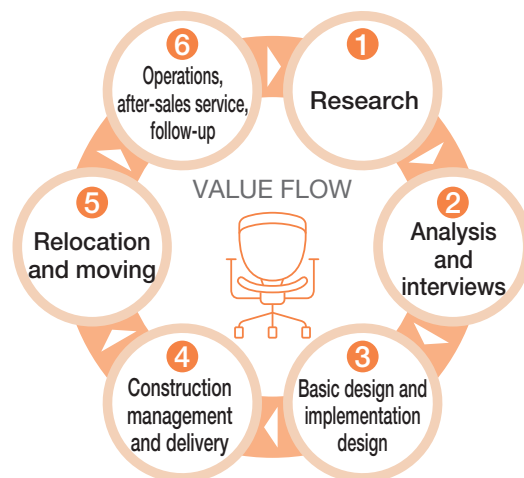 1
Research
2
Analysis
and
interviews
3
Basic design and
implementation
design
4
Construction
management
and delivery
5
Relocation
and moving
6
Operations,
after-sales service,
follow-up
VALUE FLOW